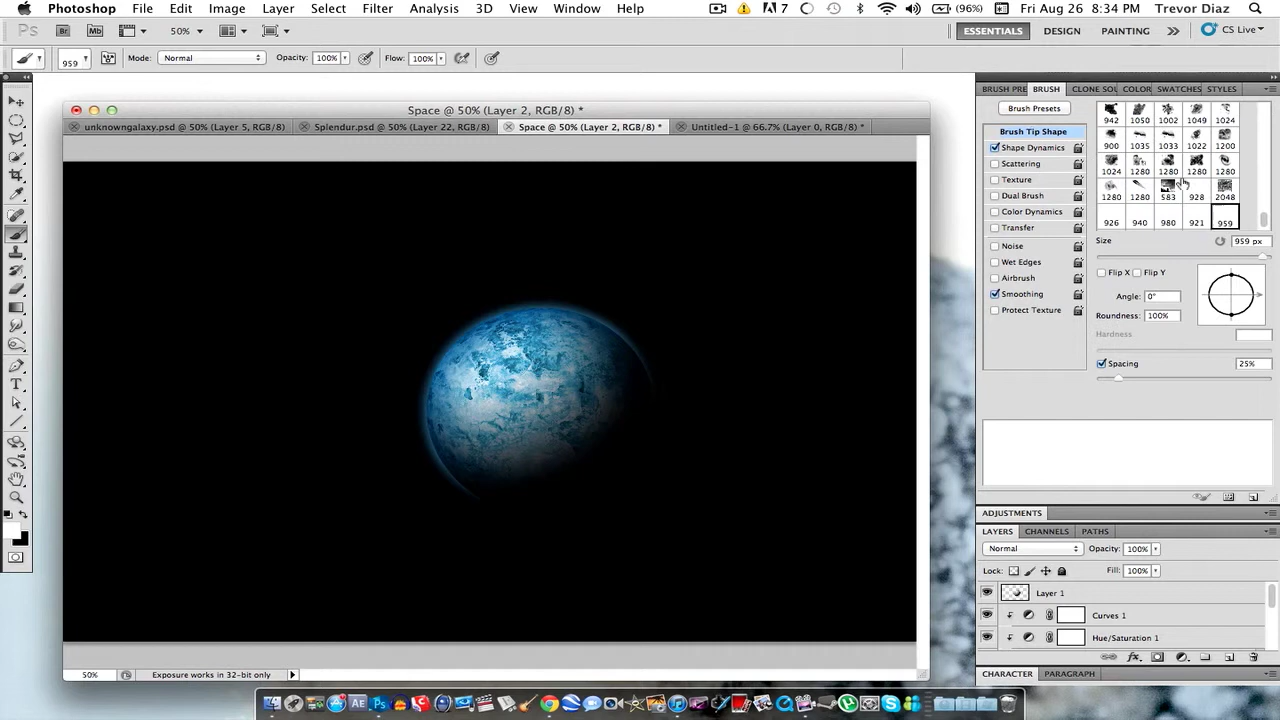 Photoshop File Edit Image Layer Select Filter Analysis 3D View Window Help 7 (96%) Fri Aug 26 8:34 PM Trevor Diaz
Ps Br Mb 50% ESSENTIALS DESIGN PAINTING CS Live
959 Mode: Normal Opacity: 100% Flow: 100%
Space @ 50% (Layer 2, RGB/8) *
unknowngalaxy.psd @ 50% (Layer 5, RGB/8) Splendur.psd @ 50% (Layer 22, RGB/8) Space @ 50% (Layer 2, RGB/8) * Untitled-1 @ 66.7% (Layer 0, RGB/8) *
BRUSH PRE BRUSH CLONE SOU COLOR SWATCHES STYLES
Brush Presets
942 1050 1002 1049 1024
Brush Tip Shape
900 1035 1033 1022 1200
Shape Dynamics
Scattering
1024 1280 1280 1280 1280
Texture
Dual Brush
1280 1280 583 928 2048
Color Dynamics
926 940 980 921 959
Transfer
Noise
Size 959 px
Wet Edges
Airbrush
Flip X Flip Y
Smoothing
Angle: 0°
Protect Texture
Roundness: 100%
Hardness
Spacing 25%
ADJUSTMENTS
LAYERS CHANNELS PATHS
Normal Opacity: 100%
Lock: Fill: 100%
Layer 1
Curves 1
Hue/Saturation 1
CHARACTER PARAGRAPH
50% Exposure works in 32-bit only
AE Ps